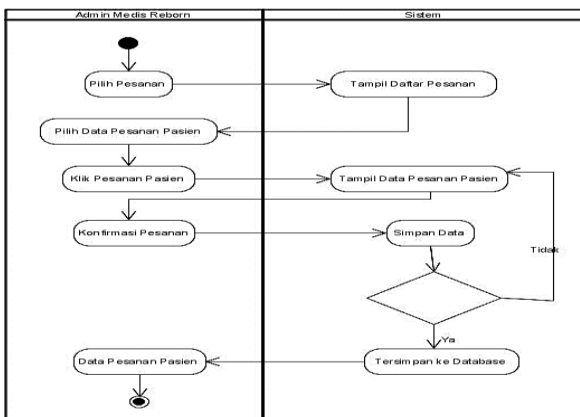 Admin Medis Reborn
Sistem
Pilih Pesanan
Tampil Daftar Pesanan
Pilih Data Pesanan Pasien
Klik Pesanan Pasien
Tampil Data Pesanan Pasien
Konfirmasi Pesanan
Simpan Data
Tidak
Ya
Data Pesanan Pasien
Tersimpan ke Database